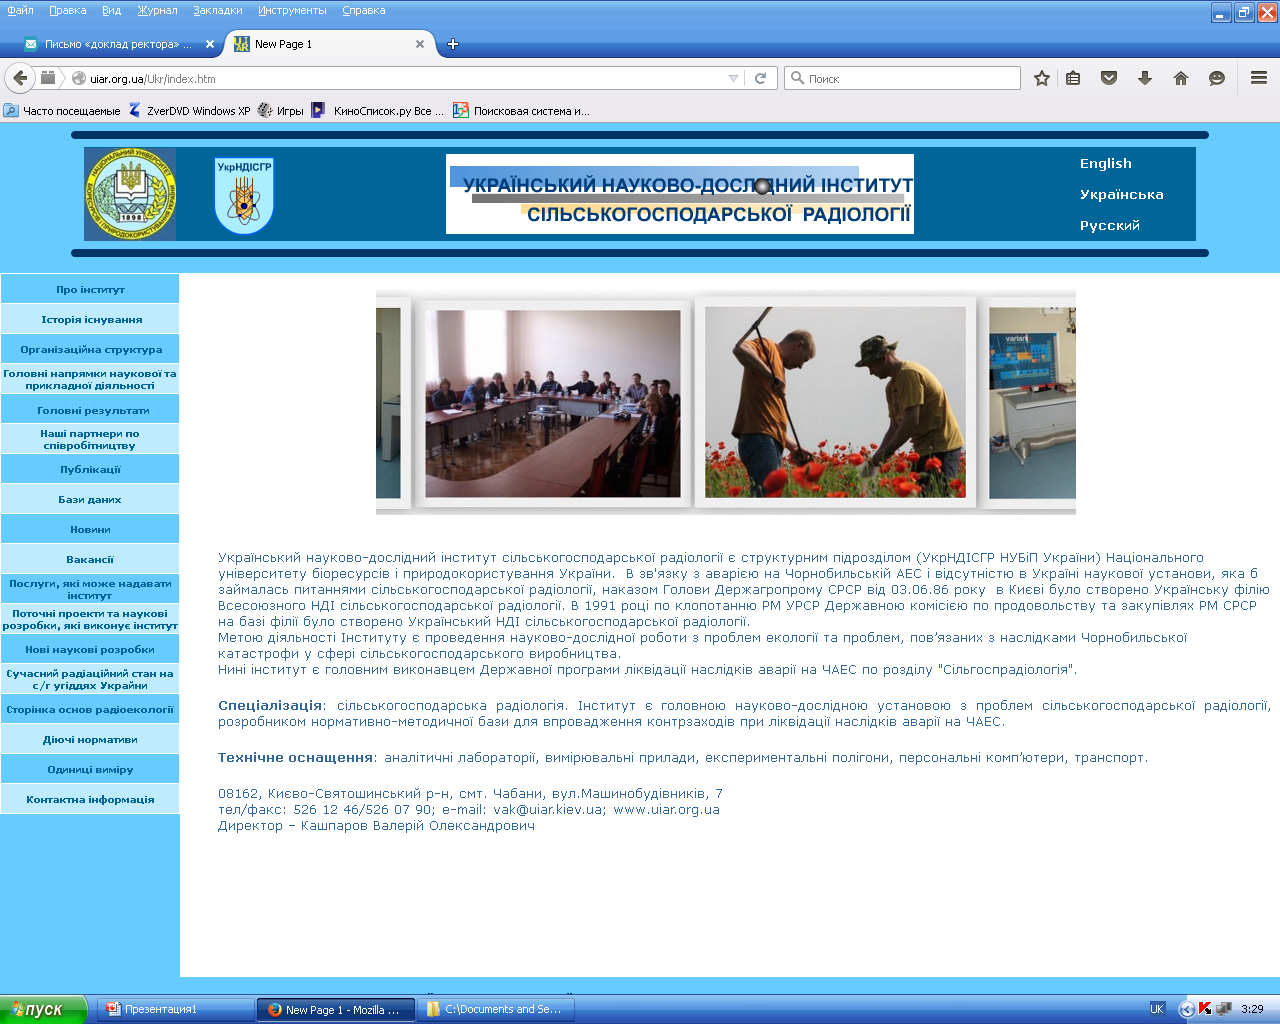 Файл Правка Вид Журнал Закладки Инструменты Справка
Письмо «доклад ректора» ... New Page 1
uiar.org.ua/Ukr/index.htm Поиск
Часто посещаемые ZverDVD Windows XP Игры КиноСписок.ру Все ... Поисковая система и...
УкрНДІСГР
1898
УКРАЇНСЬКИЙ НАУКОВО-ДОСЛІДНИЙ ІНСТИТУТ
СІЛЬСЬКОГОСПОДАРСЬКОЇ РАДІОЛОГІЇ
English
Українська
Русский
Про інститут
Історія існування
Організаційна структура
Головні напрямки наукової та
прикладної діяльності
Головні результати
Наші партнери по
співробітництву
Публікації
Бази даних
Новини
Вакансії
Послуги, які може надавати
інститут
Поточні проекти та наукові
розробки, які виконує інститут
Нові наукові розробки
Сучасний радіаційний стан на
с/г угіддях України
Сторінка основ радіоекології
Діючі нормативи
Одиниці виміру
Контактна інформація
varian
Український науково-дослідний інститут сільськогосподарської радіології є структурним підрозділом (УкрНДІСГР НУБіП України) Національного
університету біоресурсів і природокористування України. В зв'язку з аварією на Чорнобильській АЕС і відсутністю в Україні наукової установи, яка б
займалась питаннями сільськогосподарської радіології, наказом Голови Держагропрому СРСР від 03.06.86 року в Києві було створено Українську філію
Всесоюзного НДІ сільськогосподарської радіології. В 1991 році по клопотанню РМ УРСР Державною комісією по продовольству та закупівлях РМ СРСР
на базі філії було створено Український НДІ сільськогосподарської радіології.
Метою діяльності Інституту є проведення науково-дослідної роботи з проблем екології та проблем, пов’язаних з наслідками Чорнобильської
катастрофи у сфері сільськогосподарського виробництва.
Нині інститут є головним виконавцем Державної програми ліквідації наслідків аварії на ЧАЕС по розділу "Сільгоспрадіологія".
Спеціалізація: сільськогосподарська радіологія. Інститут є головною науково-дослідною установою з проблем сільськогосподарської радіології,
розробником нормативно-методичної бази для впровадження контрзаходів при ліквідації наслідків аварії на ЧАЕС.
Технічне оснащення: аналітичні лабораторії, вимірювальні прилади, експериментальні полігони, персональні комп’ютери, транспорт.
08162, Києво-Святошинський р-н, смт. Чабани, вул.Машинобудівників, 7
тел/факс: 526 12 46/526 07 90; e-mail: vak@uiar.kiev.ua; www.uiar.org.ua
Директор – Кашпаров Валерій Олександрович
пуск Презентация1 New Page 1 - Mozilla ... C:\Documents and Se... UK 3:29